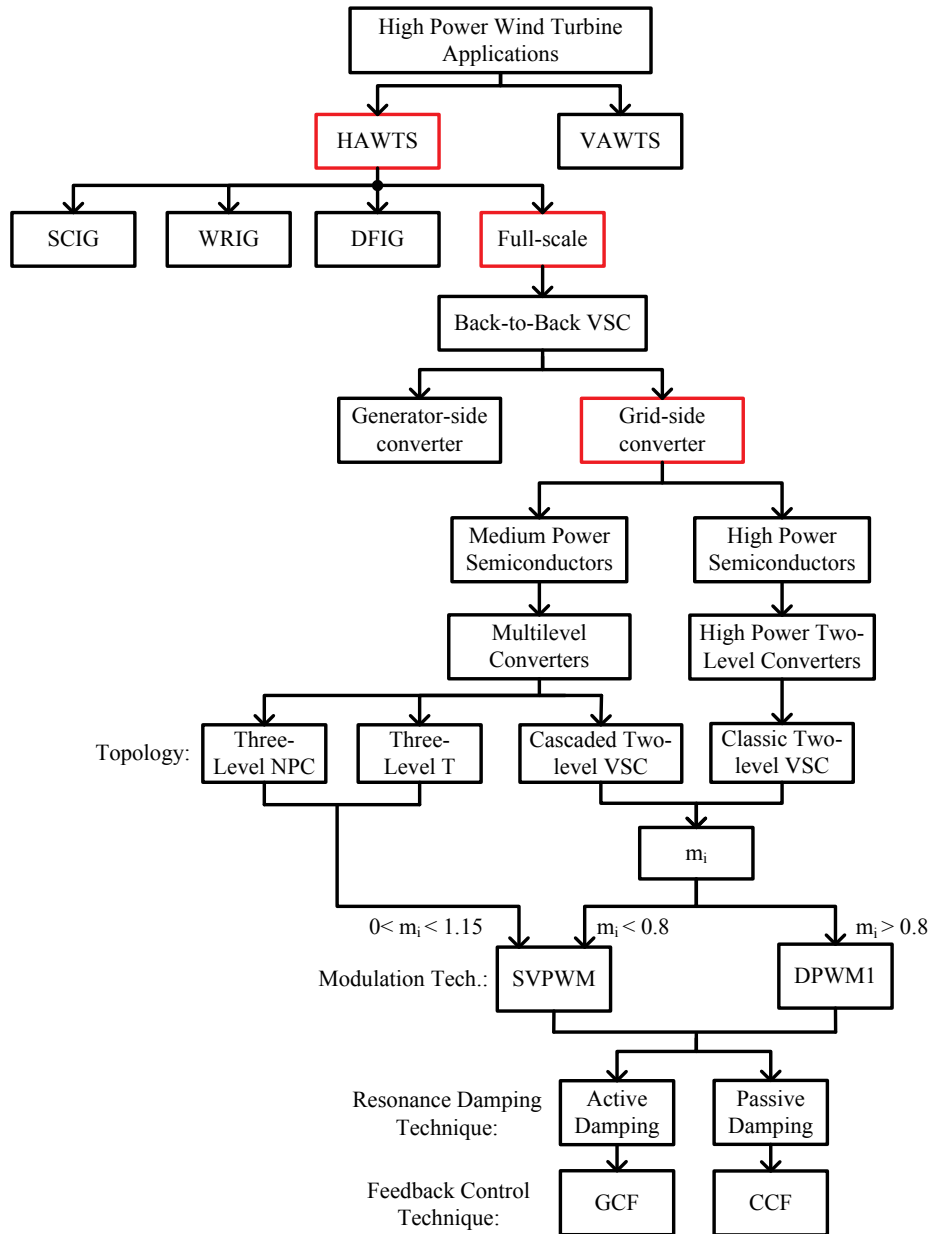 High Power Wind Turbine
Applications
HAWTS
VAWTS
SCIG
WRIG
DFIG
Full-scale
Back-to-Back VSC
Generator-side
converter
Grid-side
converter
Medium Power
Semiconductors
High Power
Semiconductors
Multilevel
Converters
High Power Two-
Level Converters
Topology:
Three-
Level NPC
Three-
Level T
Cascaded Two-
level VSC
Classic Two-
level VSC
mᵢ
0< mᵢ < 1.15
mᵢ < 0.8
mᵢ > 0.8
Modulation Tech.:
SVPWM
DPWM1
Resonance Damping
Technique:
Active
Damping
Passive
Damping
Feedback Control
Technique:
GCF
CCF